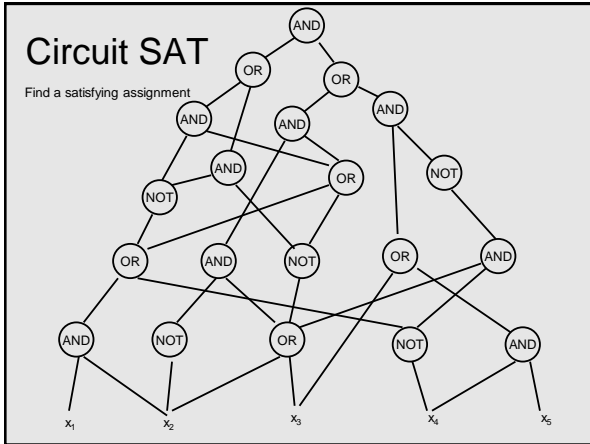 Circuit SAT
Find a satisfying assignment
AND
OR
OR
AND
AND
AND
AND
OR
NOT
NOT
OR
AND
NOT
OR
AND
AND
NOT
OR
NOT
AND
x1
x2
x3
x4
x5